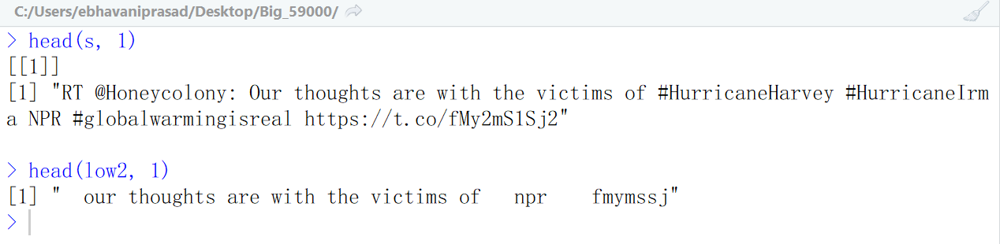 C:/Users/ebhavaniprasad/Desktop/Big_59000/
> head(s, 1)
[[1]]
[1] "RT @Honeycolony: Our thoughts are with the victims of #HurricaneHarvey #HurricaneIrm
a NPR #globalwarmingisreal https://t.co/fMy2mS1Sj2"
> head(low2, 1)
[1] "  our thoughts are with the victims of   npr    fmymssj"
>